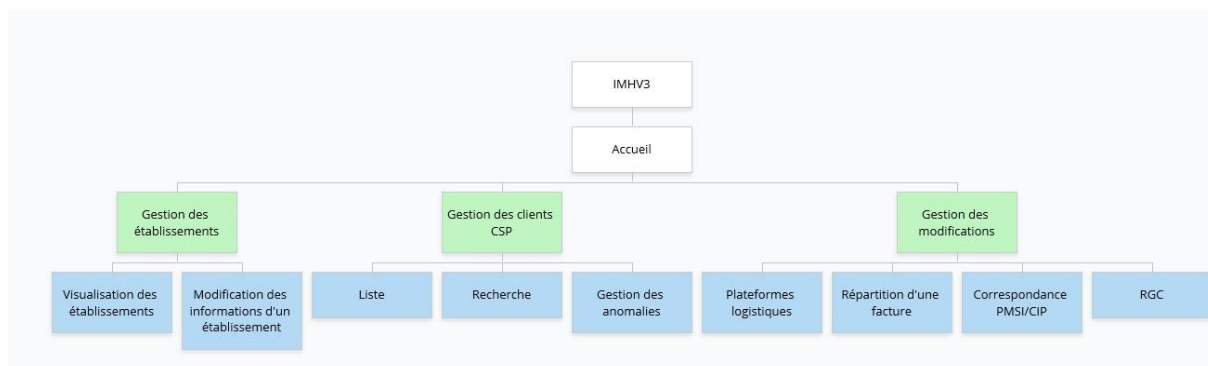 IMHV3
Accueil
Gestion des
établissements
Gestion des clients
CSP
Gestion des
modifications
Visualisation des
établissements
Modification des
informations d'un
établissement
Liste
Recherche
Gestion des
anomalies
Plateformes
logistiques
Répartition d'une
facture
Correspondance
PMSI/CIP
RGC